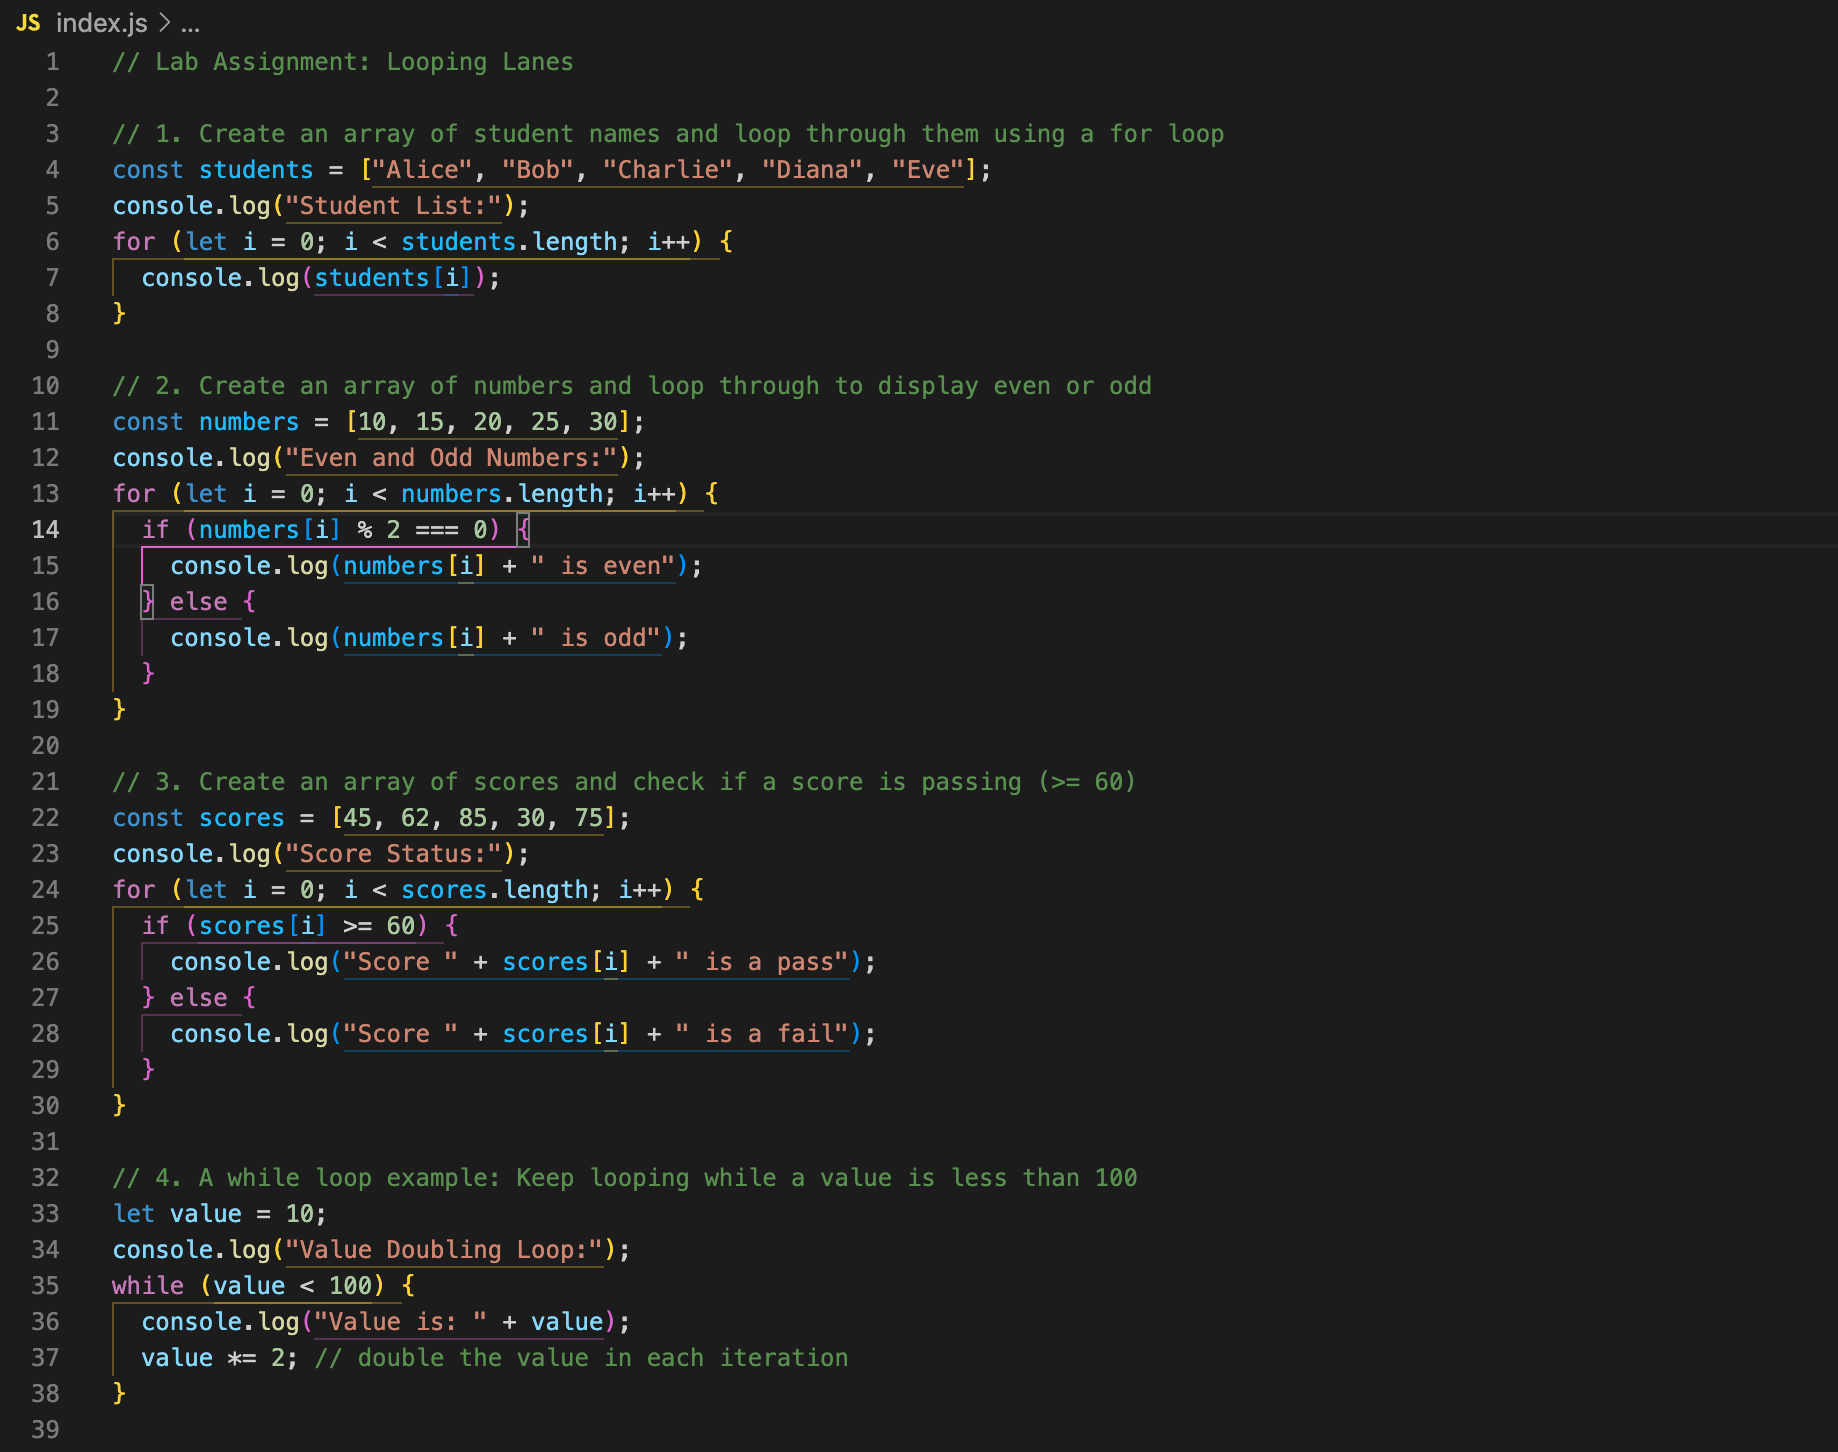 JS index.js > ...
1 // Lab Assignment: Looping Lanes
2
3 // 1. Create an array of student names and loop through them using a for loop
4 const students = ["Alice", "Bob", "Charlie", "Diana", "Eve"];
5 console.log("Student List:");
6 for (let i = 0; i < students.length; i++) {
7   console.log(students[i]);
8 }
9
10 // 2. Create an array of numbers and loop through to display even or odd
11 const numbers = [10, 15, 20, 25, 30];
12 console.log("Even and Odd Numbers:");
13 for (let i = 0; i < numbers.length; i++) {
14   if (numbers[i] % 2 === 0) {
15     console.log(numbers[i] + " is even");
16   } else {
17     console.log(numbers[i] + " is odd");
18   }
19 }
20
21 // 3. Create an array of scores and check if a score is passing (>= 60)
22 const scores = [45, 62, 85, 30, 75];
23 console.log("Score Status:");
24 for (let i = 0; i < scores.length; i++) {
25   if (scores[i] >= 60) {
26     console.log("Score " + scores[i] + " is a pass");
27   } else {
28     console.log("Score " + scores[i] + " is a fail");
29   }
30 }
31
32 // 4. A while loop example: Keep looping while a value is less than 100
33 let value = 10;
34 console.log("Value Doubling Loop:");
35 while (value < 100) {
36   console.log("Value is: " + value);
37   value *= 2; // double the value in each iteration
38 }
39